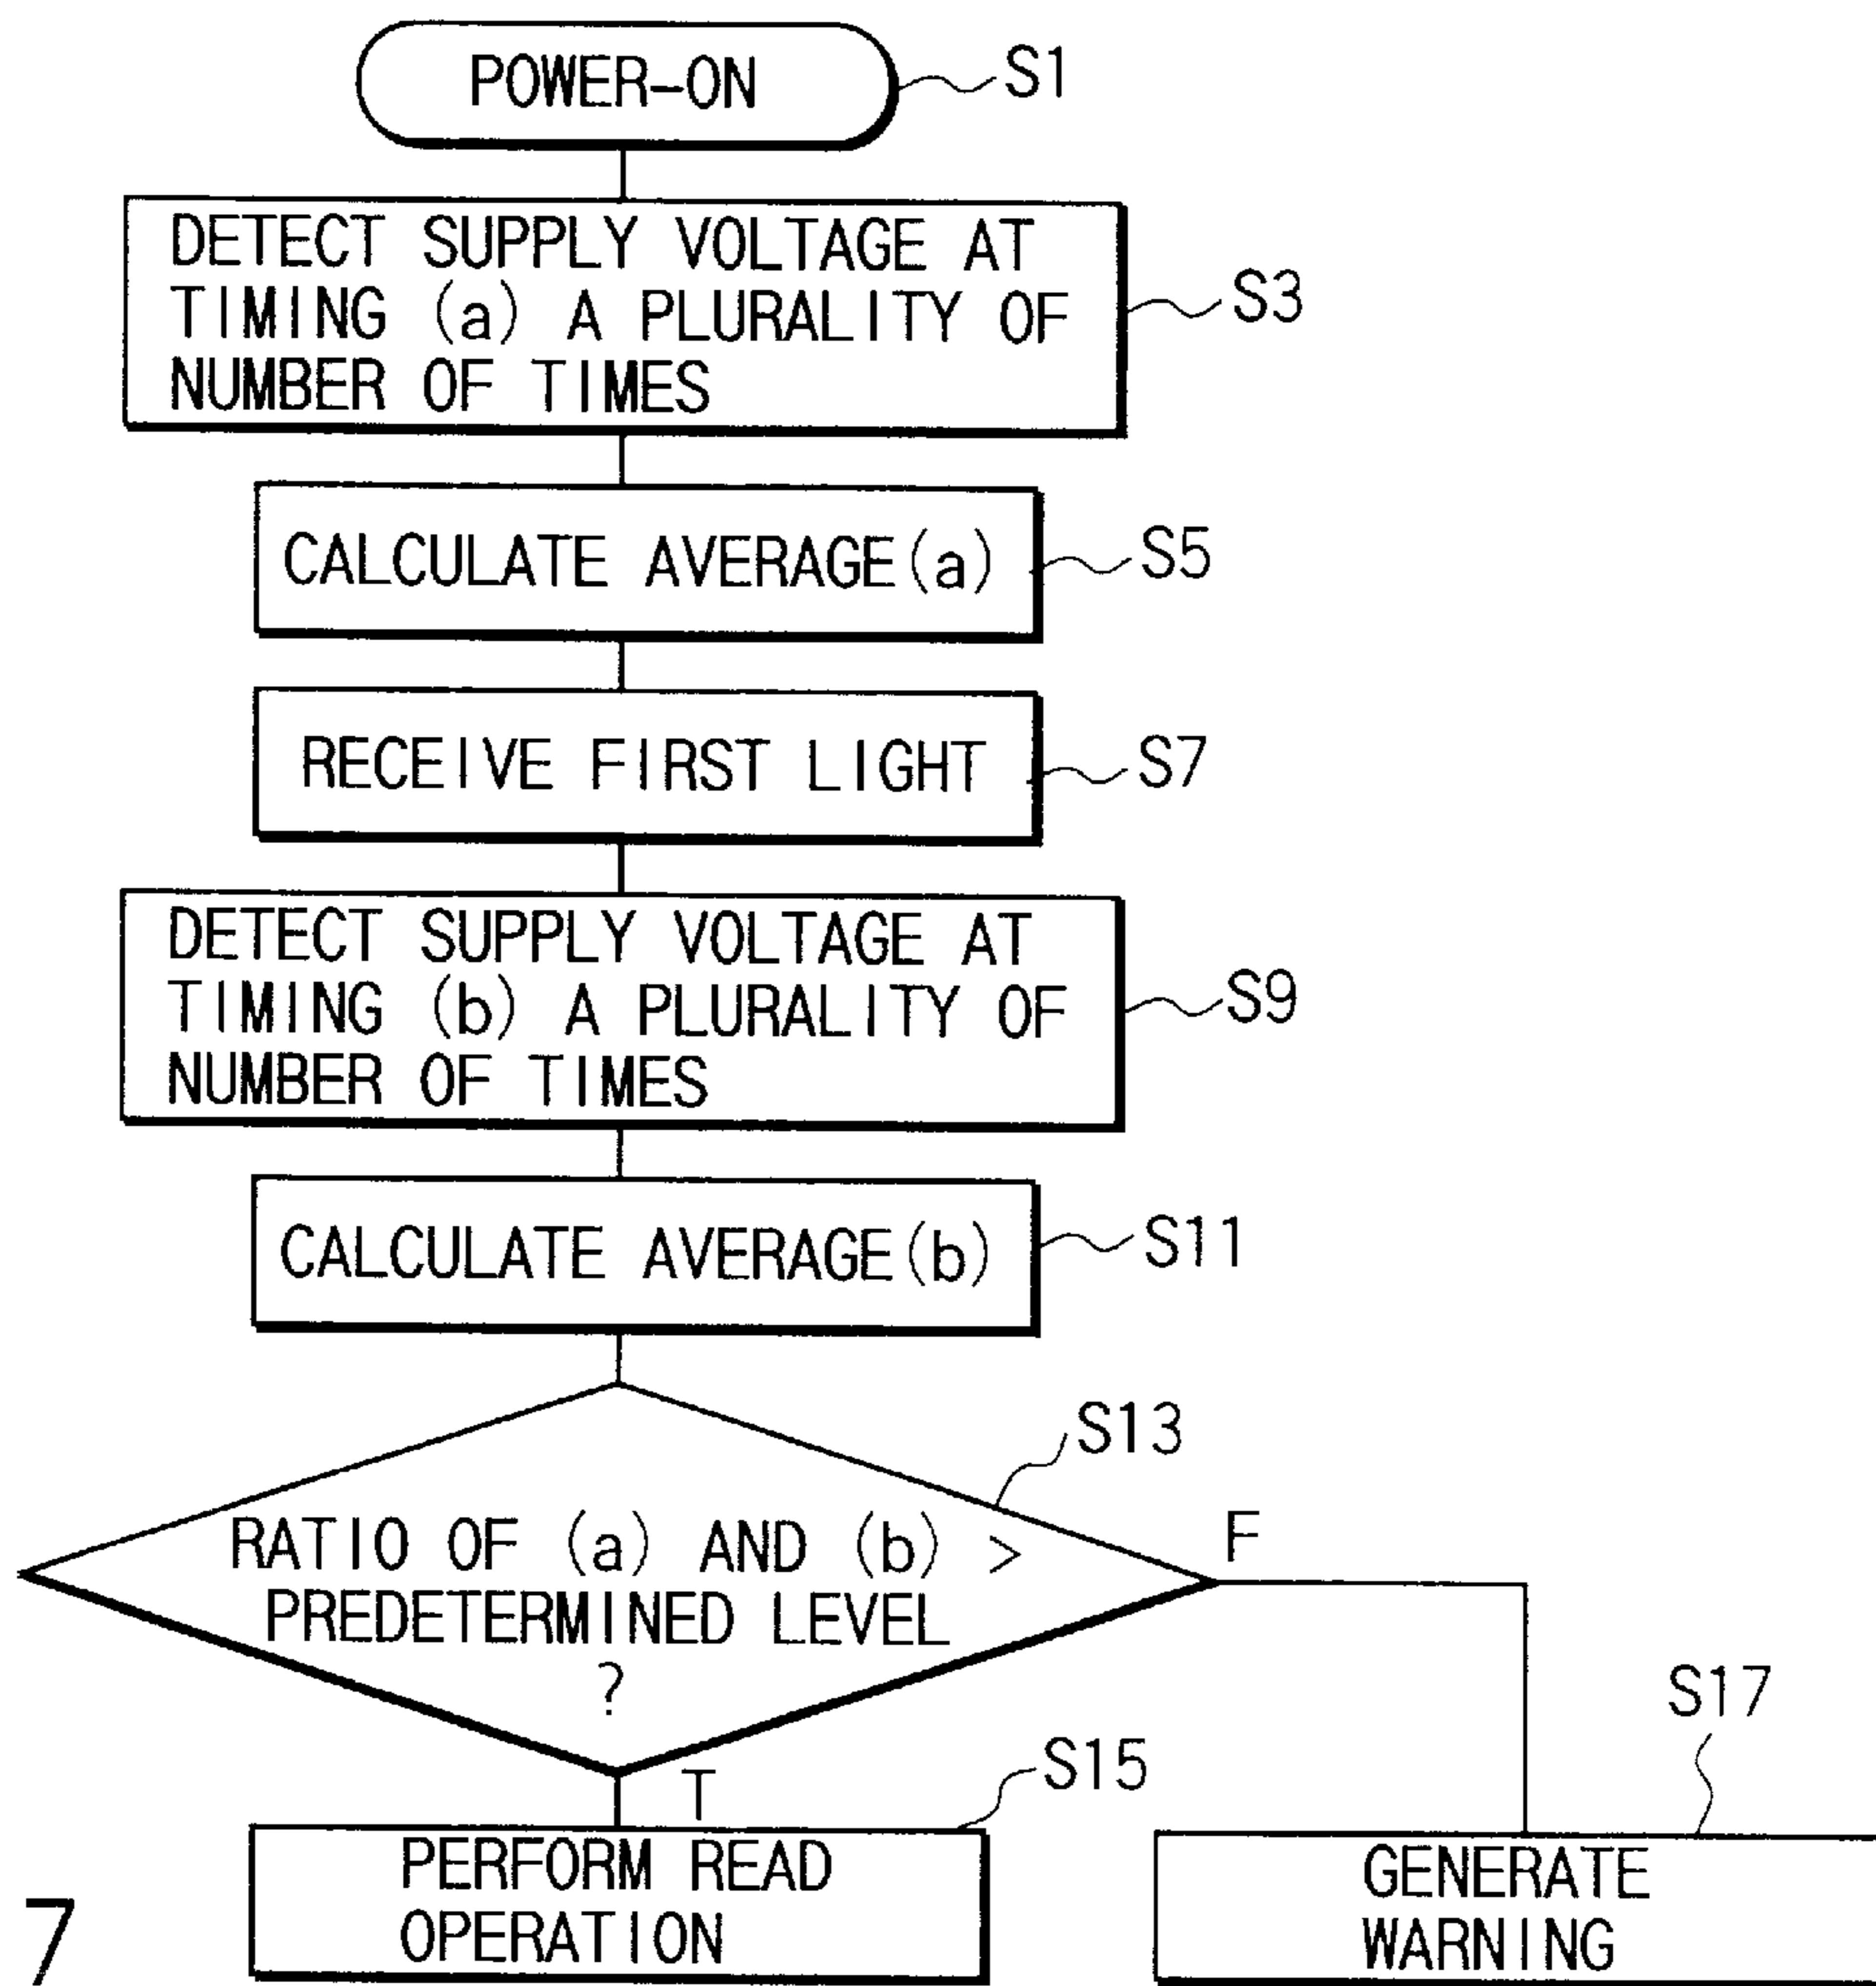 POWER-ON
S1
DETECT SUPPLY VOLTAGE AT
TIMING (a) A PLURALITY OF
NUMBER OF TIMES
S3
CALCULATE AVERAGE(a)
S5
RECEIVE FIRST LIGHT
S7
DETECT SUPPLY VOLTAGE AT
TIMING (b) A PLURALITY OF
NUMBER OF TIMES
S9
CALCULATE AVERAGE(b)
S11
S13
RATIO OF (a) AND (b) >
PREDETERMINED LEVEL
?
F
T
S15
PERFORM READ
OPERATION
S17
GENERATE
WARNING
7